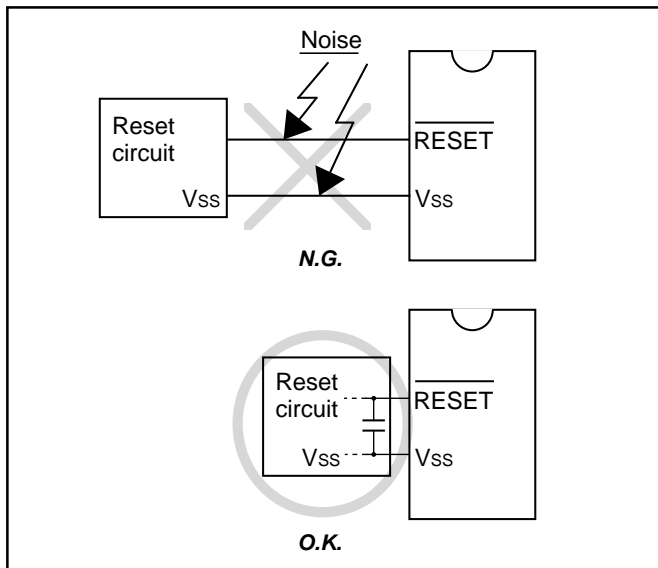 Noise
Reset
circuit
VSS
RESET
VSS
N.G.
Reset
circuit
VSS
RESET
VSS
O.K.